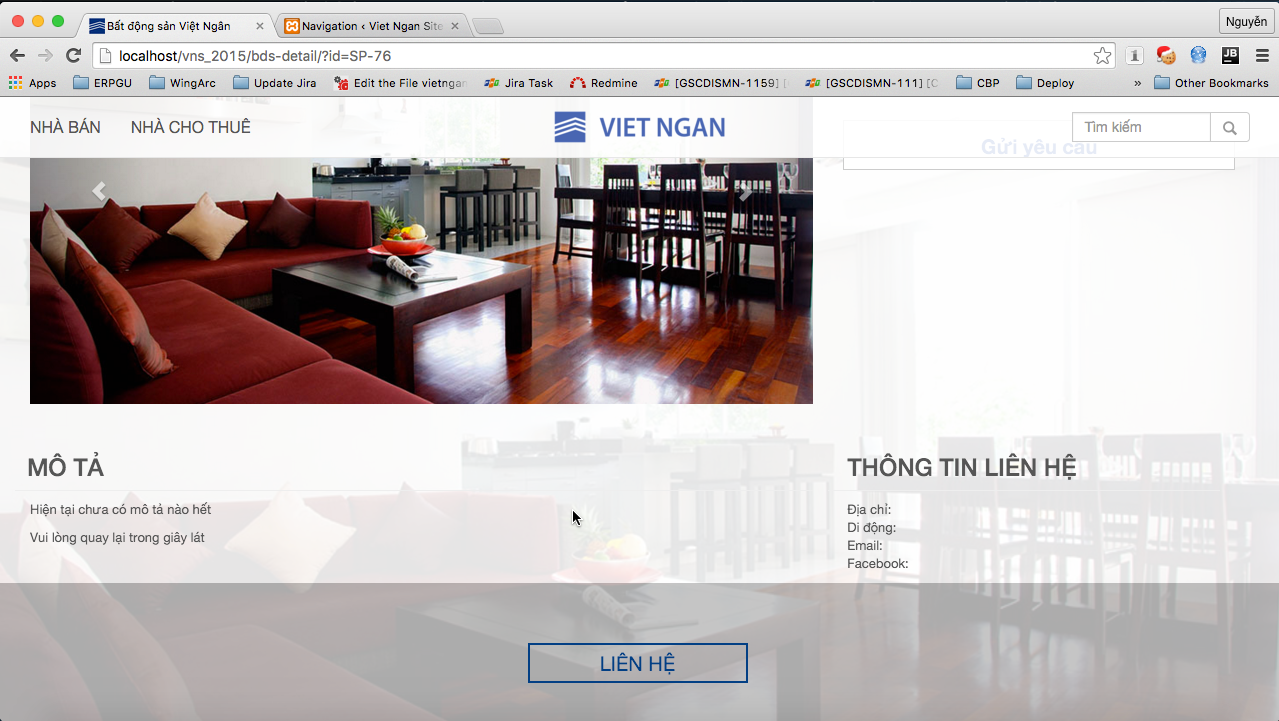 Bất động sản Việt Ngân
Navigation ‹ Viet Ngan Site
Nguyễn
localhost/vns_2015/bds-detail/?id=SP-76
Apps ERPGU WingArc Update Jira Edit the File vietngan Jira Task Redmine [GSCDISMN-1159] [GSCDISMN-111] [C CBP Deploy » Other Bookmarks
NHÀ BÁN NHÀ CHO THUÊ VIET NGAN Tìm kiếm
Gửi yêu cầu
MÔ TẢ
Hiện tại chưa có mô tả nào hết
Vui lòng quay lại trong giây lát
THÔNG TIN LIÊN HỆ
Địa chỉ:
Di động:
Email:
Facebook:
LIÊN HỆ